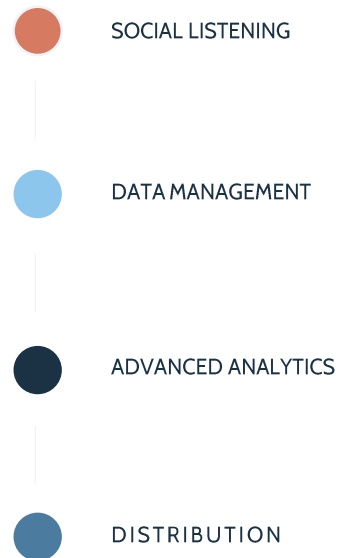 SOCIAL LISTENING
DATA MANAGEMENT
ADVANCED ANALYTICS
DISTRIBUTION